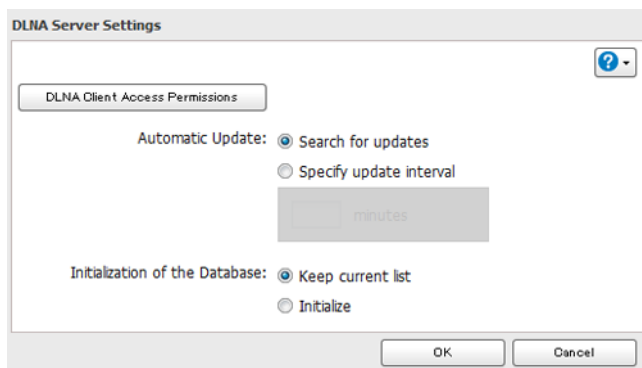 DLNA Server Settings
?
DLNA Client Access Permissions
Automatic Update: Search for updates
Specify update interval
minutes
Initialization of the Database: Keep current list
Initialize
OK Cancel